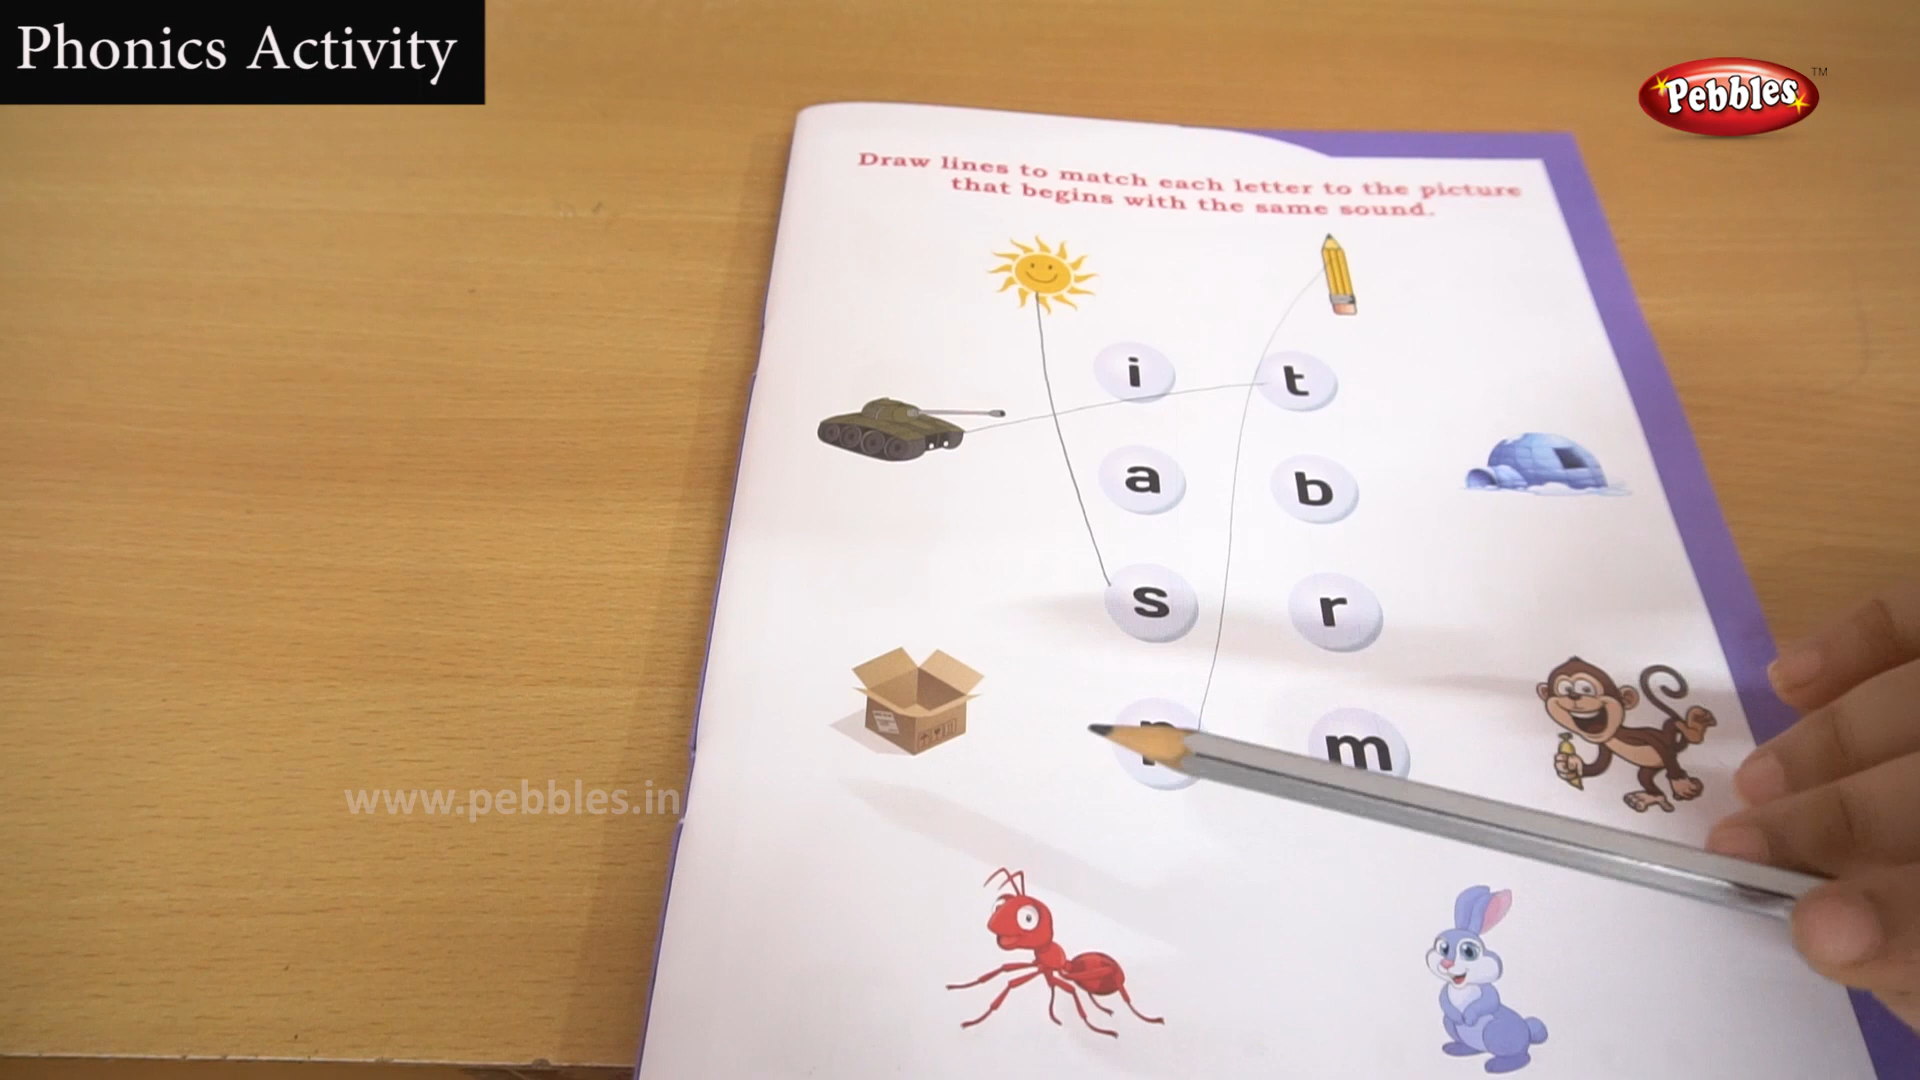 Phonics Activity
Pebbles TM
Draw lines to match each letter to the picture
that begins with the same sound.
i t
a b
s r
m
www.pebbles.in